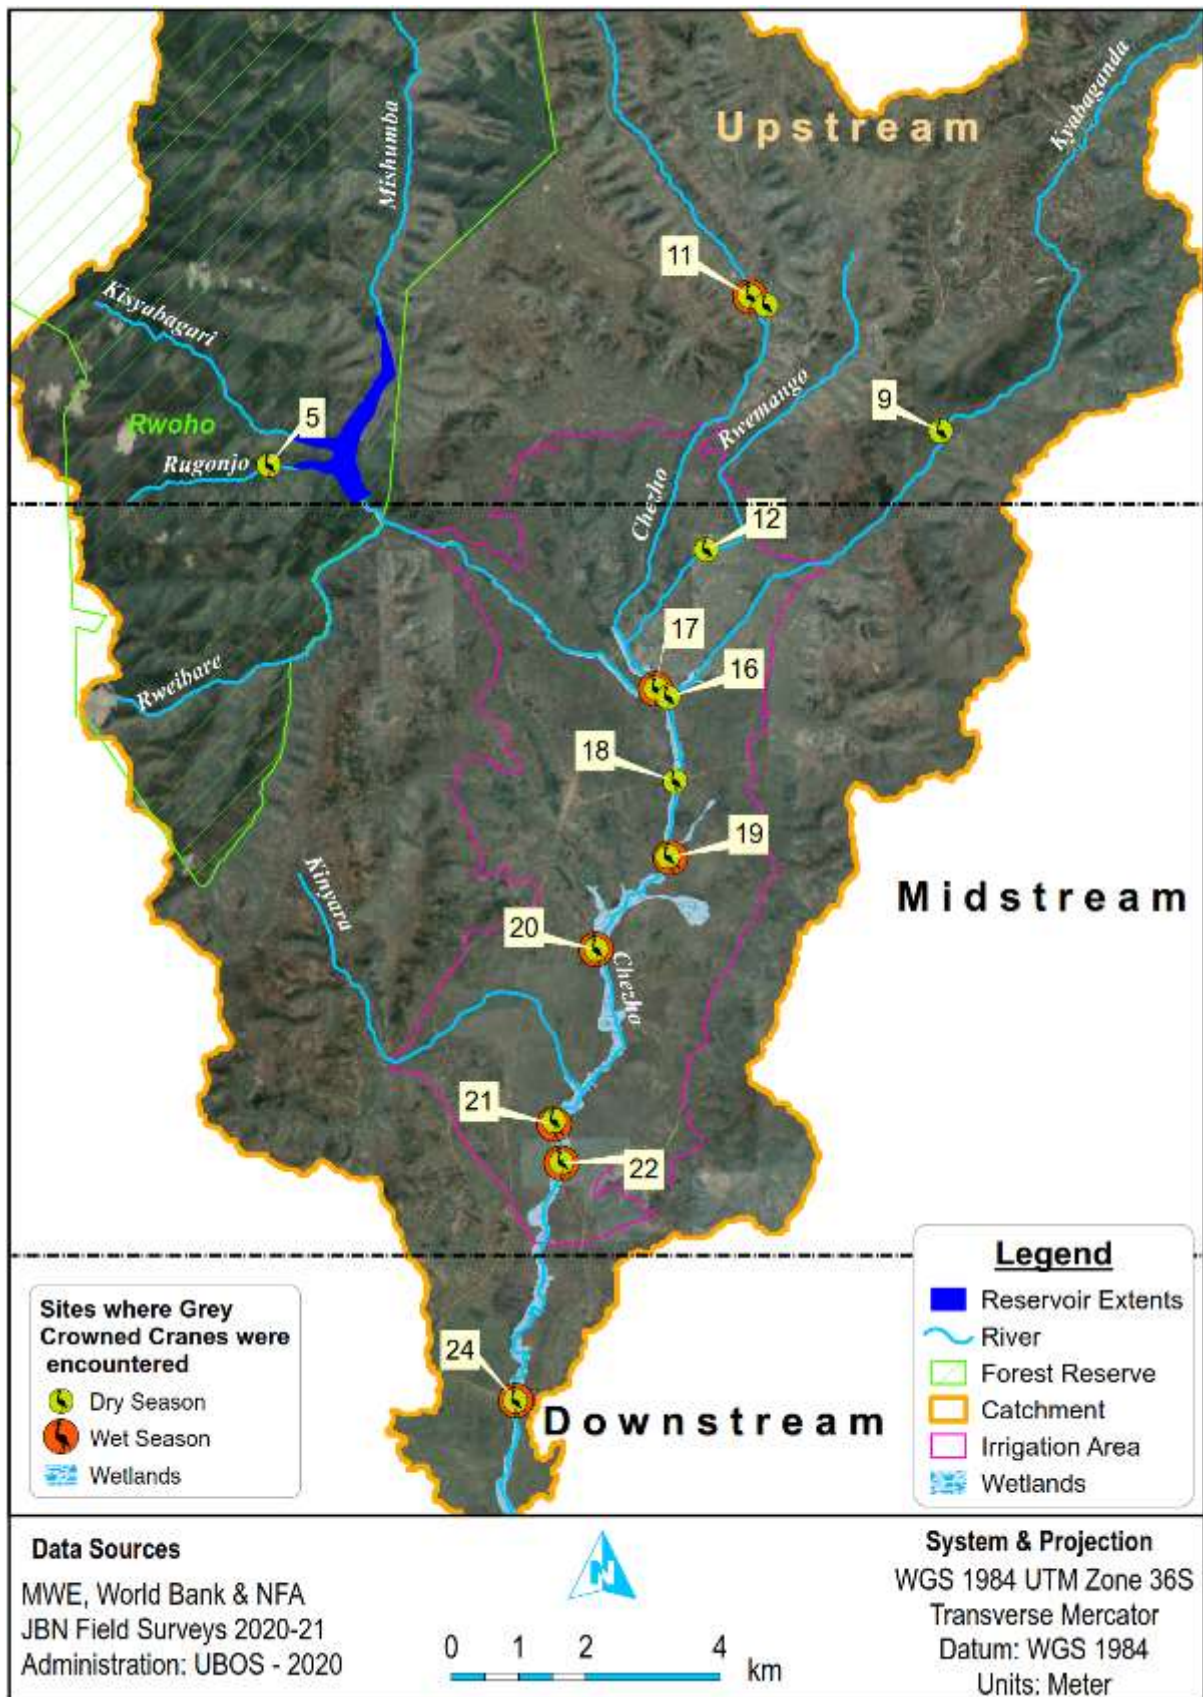 Upstream
Kyabaganda
Mishumba
11
Kisyabagari
Rwemango
9
Rwoho
5
Rugonjo
Chezho
12
17
16
Rweibare
18
19
Kinyara
Midstream
20
Chezho
21
22
24
Downstream
Sites where Grey
Crowned Cranes were
encountered
Dry Season
Wet Season
Wetlands
Legend
Reservoir Extents
River
Forest Reserve
Catchment
Irrigation Area
Wetlands
Data Sources
MWE, World Bank & NFA
JBN Field Surveys 2020-21
Administration: UBOS - 2020
N
0 1 2 4
km
System & Projection
WGS 1984 UTM Zone 36S
Transverse Mercator
Datum: WGS 1984
Units: Meter